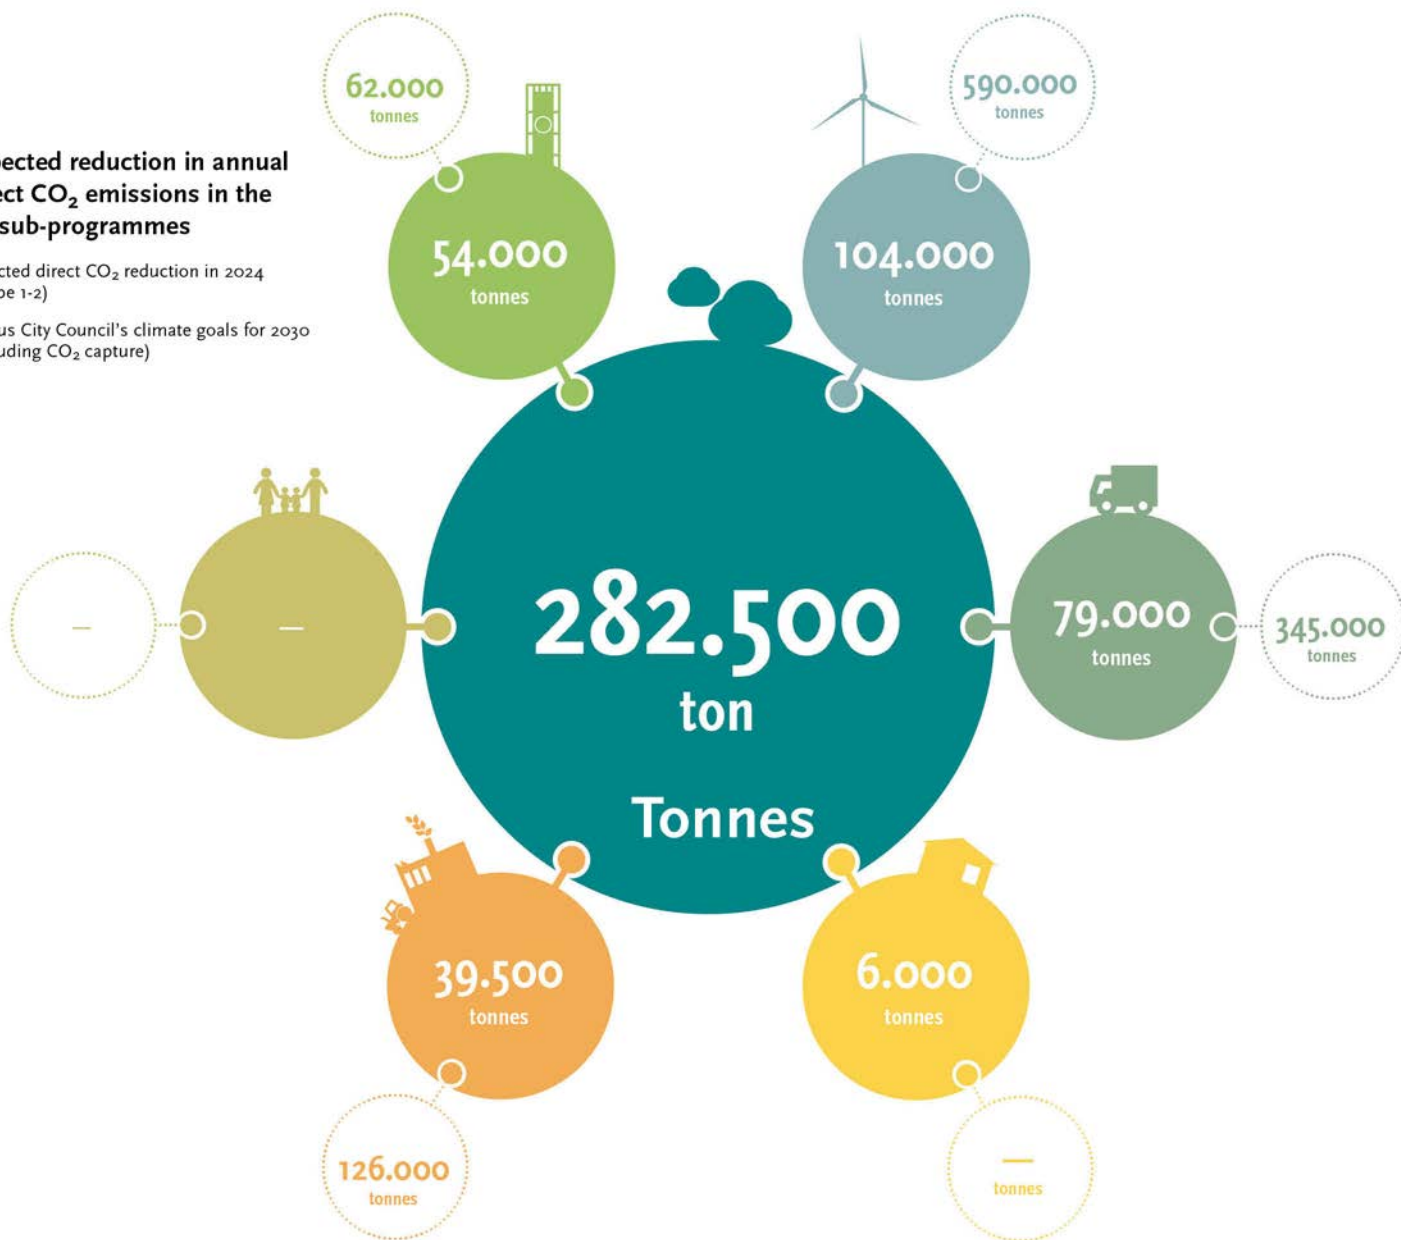 62.000
tonnes
590.000
tonnes
ected reduction in annual
ect CO₂ emissions in the
sub-programmes
cted direct CO₂ reduction in 2024
pe 1-2)
us City Council's climate goals for 2030
uding CO₂ capture)
54.000
tonnes
104.000
tonnes
–
–
282.500
ton
Tonnes
79.000
tonnes
345.000
tonnes
39.500
tonnes
6.000
tonnes
126.000
tonnes
—
tonnes